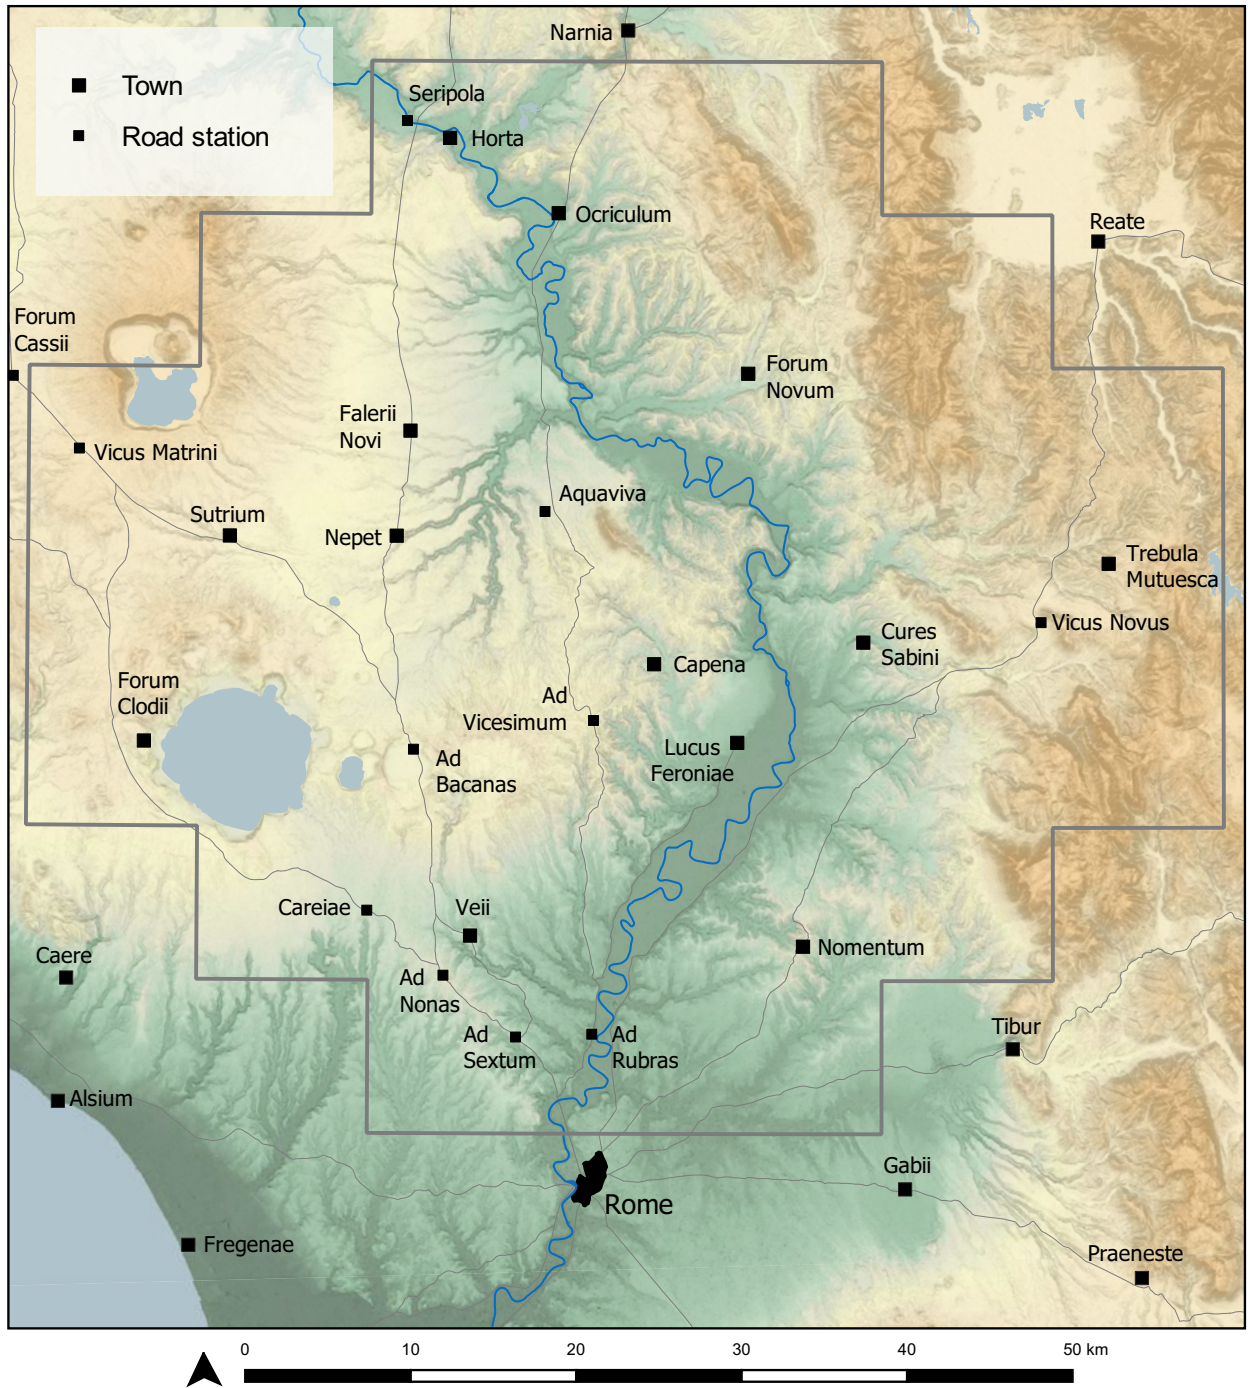 Narnia
Town
Road station
Seripola
Horta
Ocriculum
Reate
Forum
Cassii
Forum
Novum
Falerii
Novi
Vicus Matrini
Aquaviva
Sutrium
Nepet
Trebula
Mutuesca
Vicus Novus
Cures
Sabini
Capena
Forum
Clodii
Ad
Vicesimum
Lucus
Feroniae
Ad
Bacanas
Careiae
Veii
Nomentum
Caere
Ad
Nonas
Ad
Sextum
Ad
Rubras
Tibur
Alsium
Gabii
Rome
Fregenae
Praeneste
0
10
20
30
40
50 km